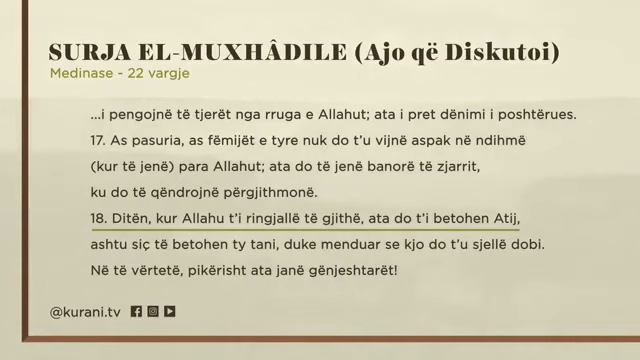 SURJA EL-MUXHÂDILE (Ajo që Diskutoi)
Medinase - 22 vargje
...i pengojnë të tjerët nga rruga e Allahut; ata i pret dënimi i poshtërues.
17. As pasuria, as fëmijët e tyre nuk do t'u vijnë aspak në ndihmë
(kur të jenë) para Allahut; ata do të jenë banorë të zjarrit,
ku do të qëndrojnë përgjithmonë.
18. Ditën, kur Allahu t'i ringjallë të gjithë, ata do t'i betohen Atij,
ashtu siç të betohen ty tani, duke menduar se kjo do t'u sjellë dobi.
Në të vërtetë, pikërisht ata janë gënjeshtarët!
@kurani.tv